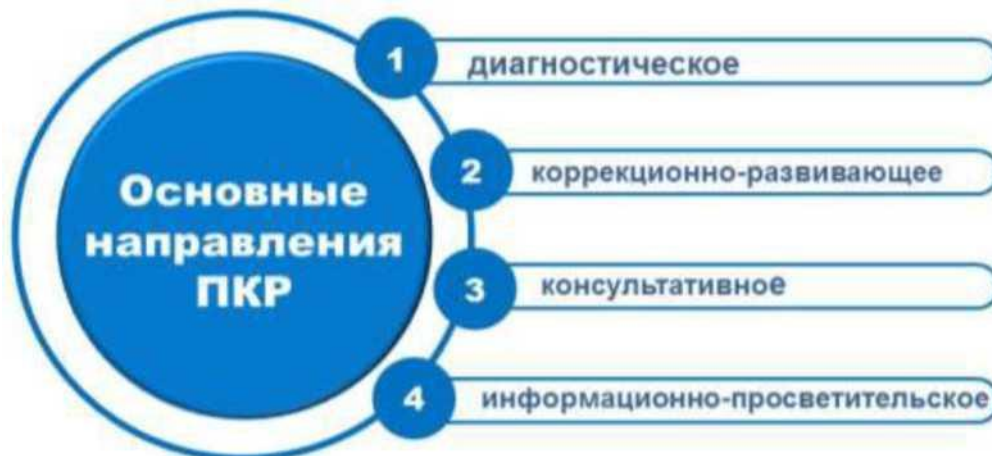 Основные
направления
ПКР
1
диагностическое
2
коррекционно-развивающее
3
консультативное
4
информационно-просветительское